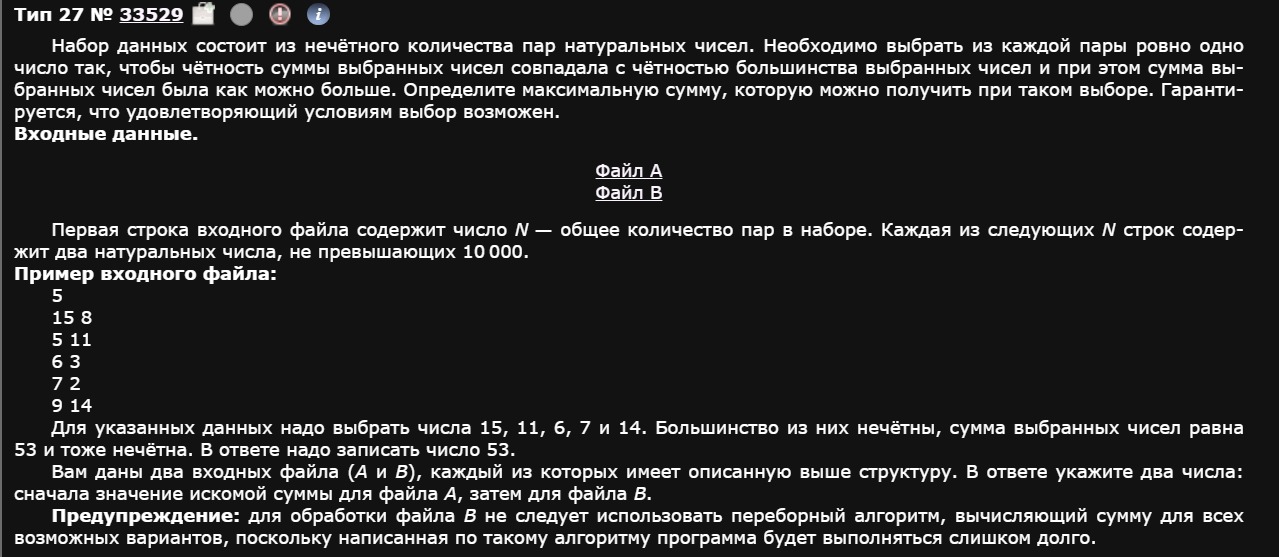 Тип 27 № 33529
Набор данных состоит из нечётного количества пар натуральных чисел. Необходимо выбрать из каждой пары ровно одно
число так, чтобы чётность суммы выбранных чисел совпадала с чётностью большинства выбранных чисел и при этом сумма вы-
бранных чисел была как можно больше. Определите максимальную сумму, которую можно получить при таком выборе. Гаранти-
руется, что удовлетворяющий условиям выбор возможен.
Входные данные.
Файл A
Файл B
Первая строка входного файла содержит число N — общее количество пар в наборе. Каждая из следующих N строк содер-
жит два натуральных числа, не превышающих 10 000.
Пример входного файла:
5
15 8
5 11
6 3
7 2
9 14
Для указанных данных надо выбрать числа 15, 11, 6, 7 и 14. Большинство из них нечётны, сумма выбранных чисел равна
53 и тоже нечётна. В ответе надо записать число 53.
Вам даны два входных файла (A и B), каждый из которых имеет описанную выше структуру. В ответе укажите два числа:
сначала значение искомой суммы для файла A, затем для файла B.
Предупреждение: для обработки файла B не следует использовать переборный алгоритм, вычисляющий сумму для всех
возможных вариантов, поскольку написанная по такому алгоритму программа будет выполняться слишком долго.